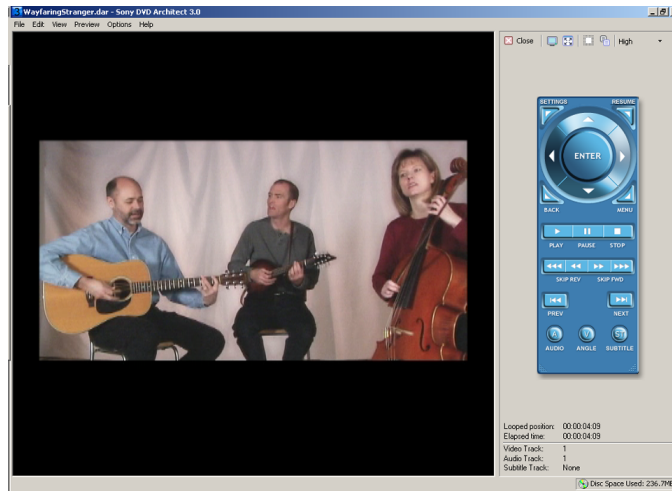 WayfaringStranger.dar - Sony DVD Architect 3.0
File Edit View Preview Options Help
Close High
SETTINGS RESUME
ENTER
BACK MENU
PLAY PAUSE STOP
SKIP REV SKIP FWD
PREV NEXT
A ST
AUDIO ANGLE SUBTITLE
Looped position: 00:00:04:09
Elapsed time: 00:00:04:09
Video Track: 1
Audio Track: 1
Subtitle Track: None
Disc Space Used: 236.7MB